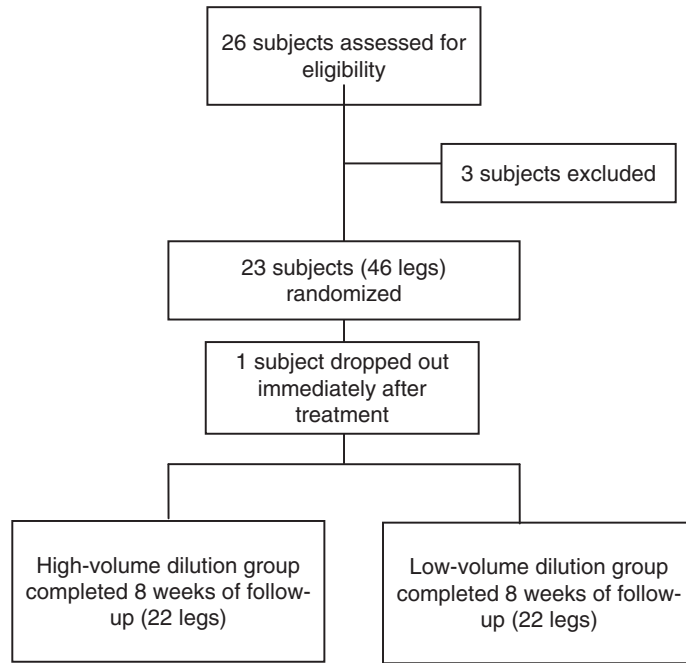 26 subjects assessed for
eligibility
3 subjects excluded
23 subjects (46 legs)
randomized
1 subject dropped out
immediately after
treatment
High-volume dilution group
completed 8 weeks of follow-
up (22 legs)
Low-volume dilution group
completed 8 weeks of follow-
up (22 legs)